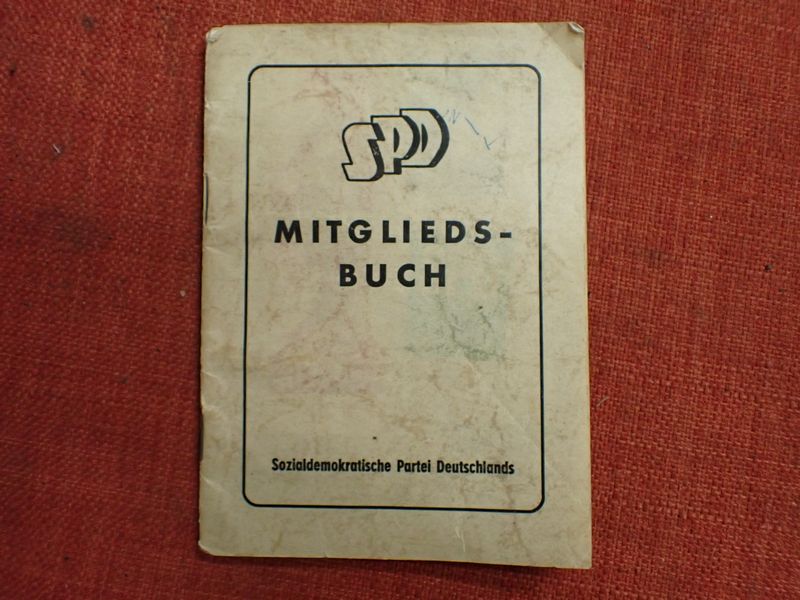 SPD
MITGLIEDS-
BUCH
Sozialdemokratische Partei Deutschlands